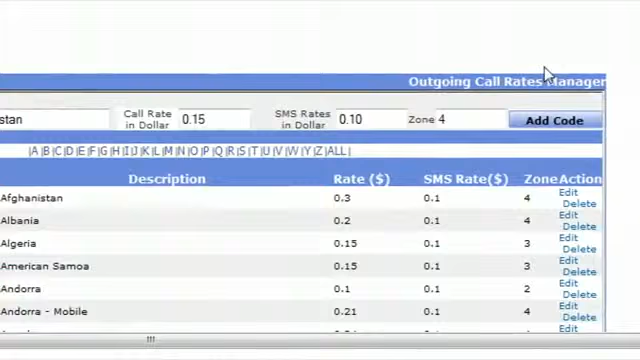 Outgoing Call Rates Manager
stan Call Rate in Dollar 0.15 SMS Rates in Dollar 0.10 Zone 4 Add Code
|A|B|C|D|E|F|G|H|I|J|K|L|M|N|O|P|Q|R|S|T|U|V|W|Y|Z|ALL|
Description Rate ($) SMS Rate($) Zone Action
Afghanistan 0.3 0.1 4 Edit Delete
Albania 0.2 0.1 4 Edit Delete
Algeria 0.15 0.1 3 Edit Delete
American Samoa 0.15 0.1 3 Edit Delete
Andorra 0.1 0.1 2 Edit Delete
Andorra - Mobile 0.21 0.1 4 Edit Delete
Edit